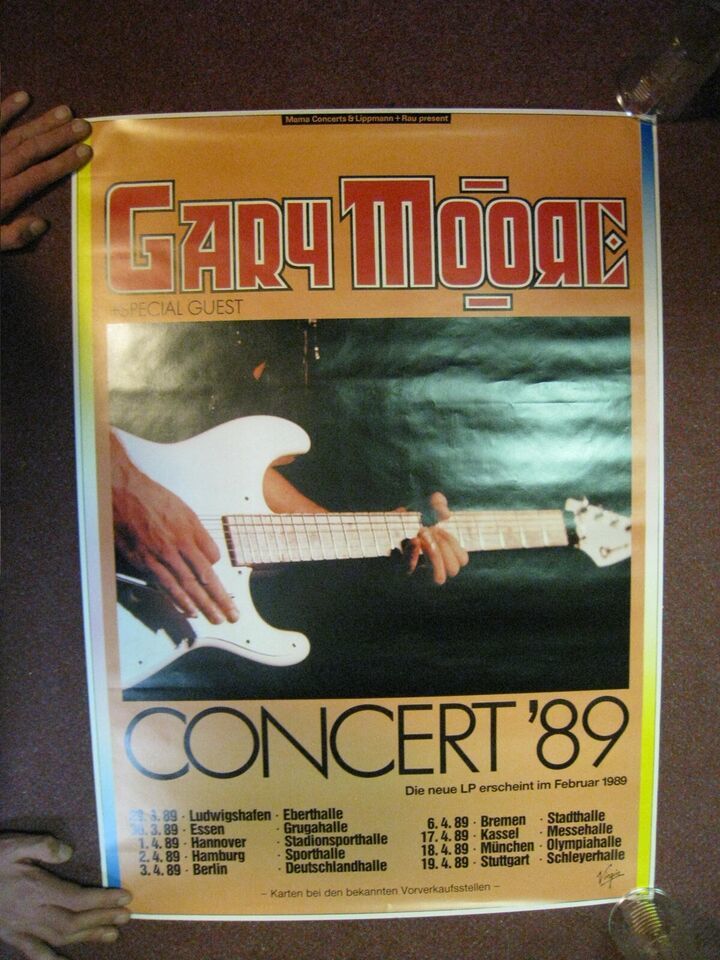 Mama Concerts & Lippmann + Rau present
GARY MOORE
+SPECIAL GUEST
CONCERT '89
Die neue LP erscheint im Februar 1989
3.89 · Ludwigshafen · Eberthalle
30.3.89 · Essen · Grugahalle
1.4.89 · Hannover · Stadionsporthalle
2.4.89 · Hamburg · Sporthalle
3.4.89 · Berlin · Deutschlandhalle
6.4.89 · Bremen · Stadthalle
17.4.89 · Kassel · Messehalle
18.4.89 · München · Olympiahalle
19.4.89 · Stuttgart · Schleyerhalle
Virgin
– Karten bei den bekannten Vorverkaufsstellen –